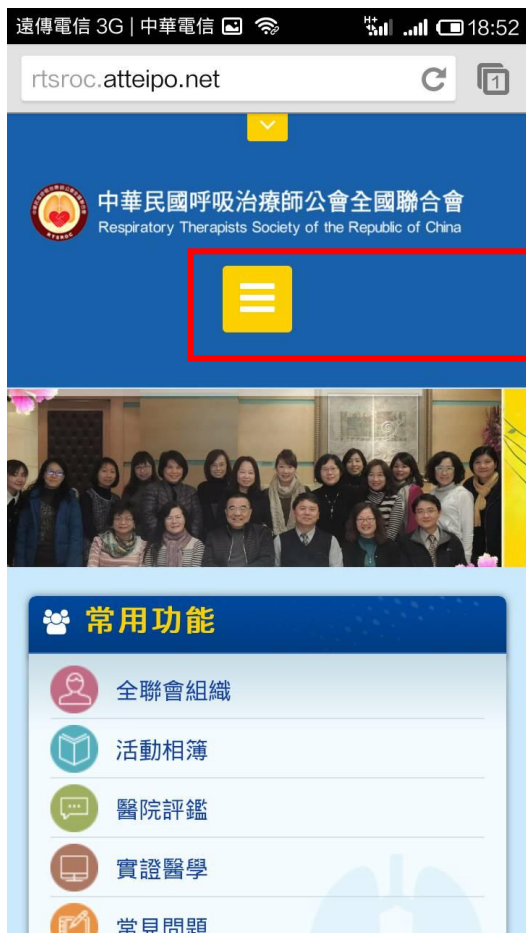 遠傳電信 3G | 中華電信 18:52
rtsroc.atteipo.net 1
中華民國呼吸治療師公會全國聯合會
Respiratory Therapists Society of the Republic of China
常用功能
全聯會組織
活動相簿
醫院評鑑
實證醫學
常見問題